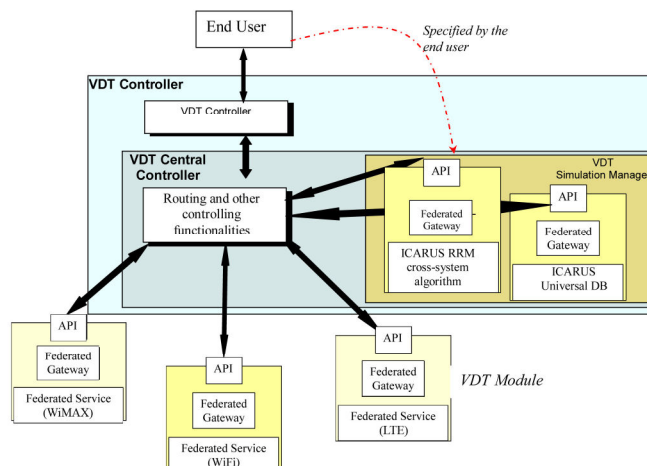 End User
Specified by the
end user
VDT Controller
VDT Controller
VDT Central
Controller
VDT
Simulation Manage
Routing and other
controlling
functionalities
API
Federated
Gateway
ICARUS RRM
cross-system
algorithm
API
Federated
Gateway
ICARUS
Universal DB
API
Federated
Gateway
Federated Service
(WiMAX)
API
Federated
Gateway
Federated Service
(WiFi)
API
Federated
Gateway
Federated Service
(LTE)
VDT Module